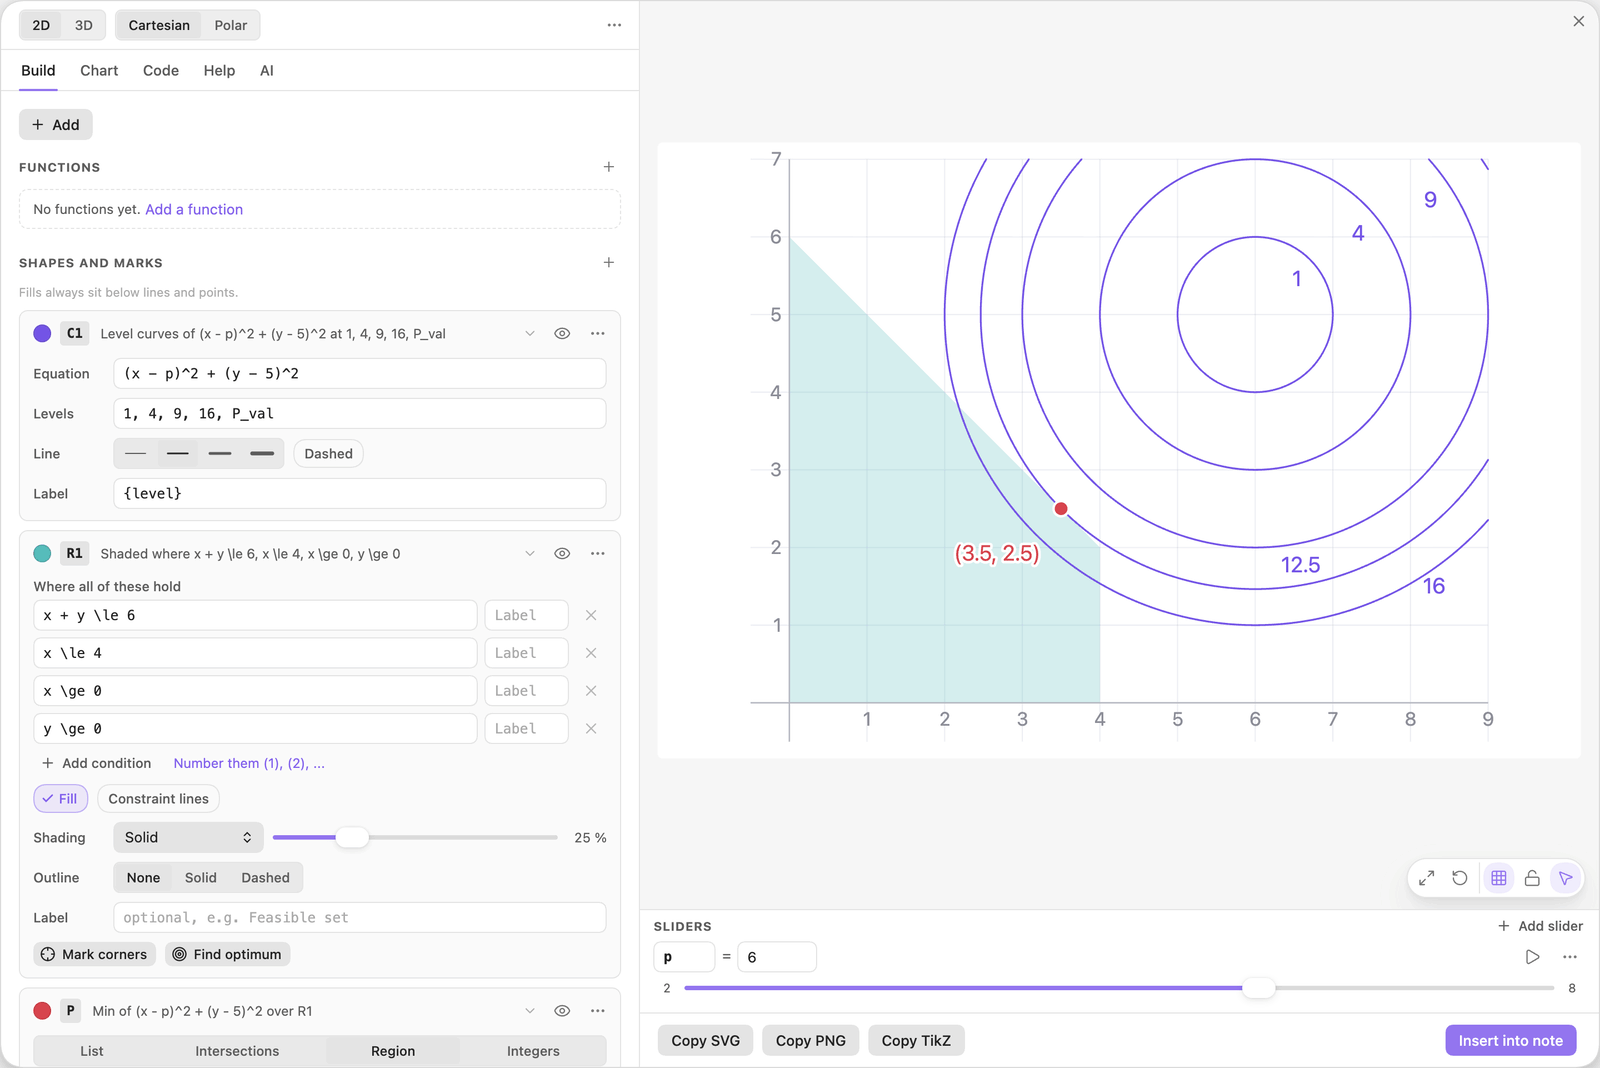 2D 3D Cartesian Polar
Build Chart Code Help AI
Add
FUNCTIONS
No functions yet. Add a function
SHAPES AND MARKS
Fills always sit below lines and points.
C1 Level curves of (x - p)^2 + (y - 5)^2 at 1, 4, 9, 16, P_val
Equation (x − p)^2 + (y − 5)^2
Levels 1, 4, 9, 16, P_val
Line Dashed
Label {level}
R1 Shaded where x + y \le 6, x \le 4, x \ge 0, y \ge 0
Where all of these hold
x + y \le 6 Label
x \le 4 Label
x \ge 0 Label
y \ge 0 Label
Add condition Number them (1), (2), ...
Fill Constraint lines
Shading Solid 25 %
Outline None Solid Dashed
Label optional, e.g. Feasible set
Mark corners Find optimum
P Min of (x - p)^2 + (y - 5)^2 over R1
List Intersections Region Integers
7
9
6
4
1
5
4
3
(3.5, 2.5)
2
12.5
16
1
1 2 3 4 5 6 7 8 9
SLIDERS + Add slider
p = 6
2 8
Copy SVG Copy PNG Copy TikZ Insert into note